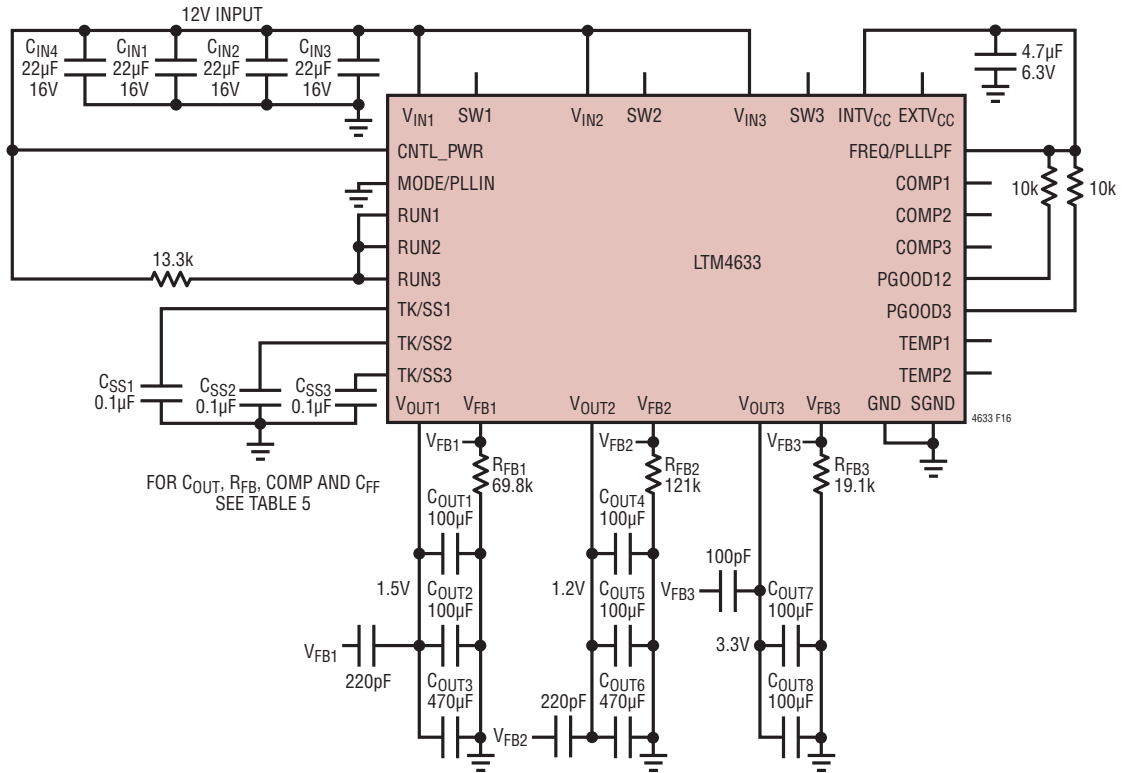 12V INPUT
CIN4
22µF
16V
CIN1
22µF
16V
CIN2
22µF
16V
CIN3
22µF
16V
4.7µF
6.3V
VIN1 SW1 VIN2 SW2 VIN3 SW3 INTVCC EXTVCC
CNTL_PWR
MODE/PLLIN
RUN1
RUN2
RUN3
TK/SS1
TK/SS2
TK/SS3
LTM4633
FREQ/PLLLPF
COMP1
COMP2
COMP3
PGOOD12
PGOOD3
TEMP1
TEMP2
10k
10k
13.3k
CSS1
0.1µF
CSS2
0.1µF
CSS3
0.1µF
VOUT1 VFB1 VOUT2 VFB2 VOUT3 VFB3 GND SGND
4633 F16
FOR COUT, RFB, COMP AND CFF
SEE TABLE 5
VFB1
RFB1
69.8k
COUT1
100µF
1.5V
COUT2
100µF
VFB1
220pF
COUT3
470µF
VFB2
RFB2
121k
COUT4
100µF
1.2V
COUT5
100µF
220pF
VFB2
COUT6
470µF
VFB3
RFB3
19.1k
100pF
VFB3
COUT7
100µF
3.3V
COUT8
100µF